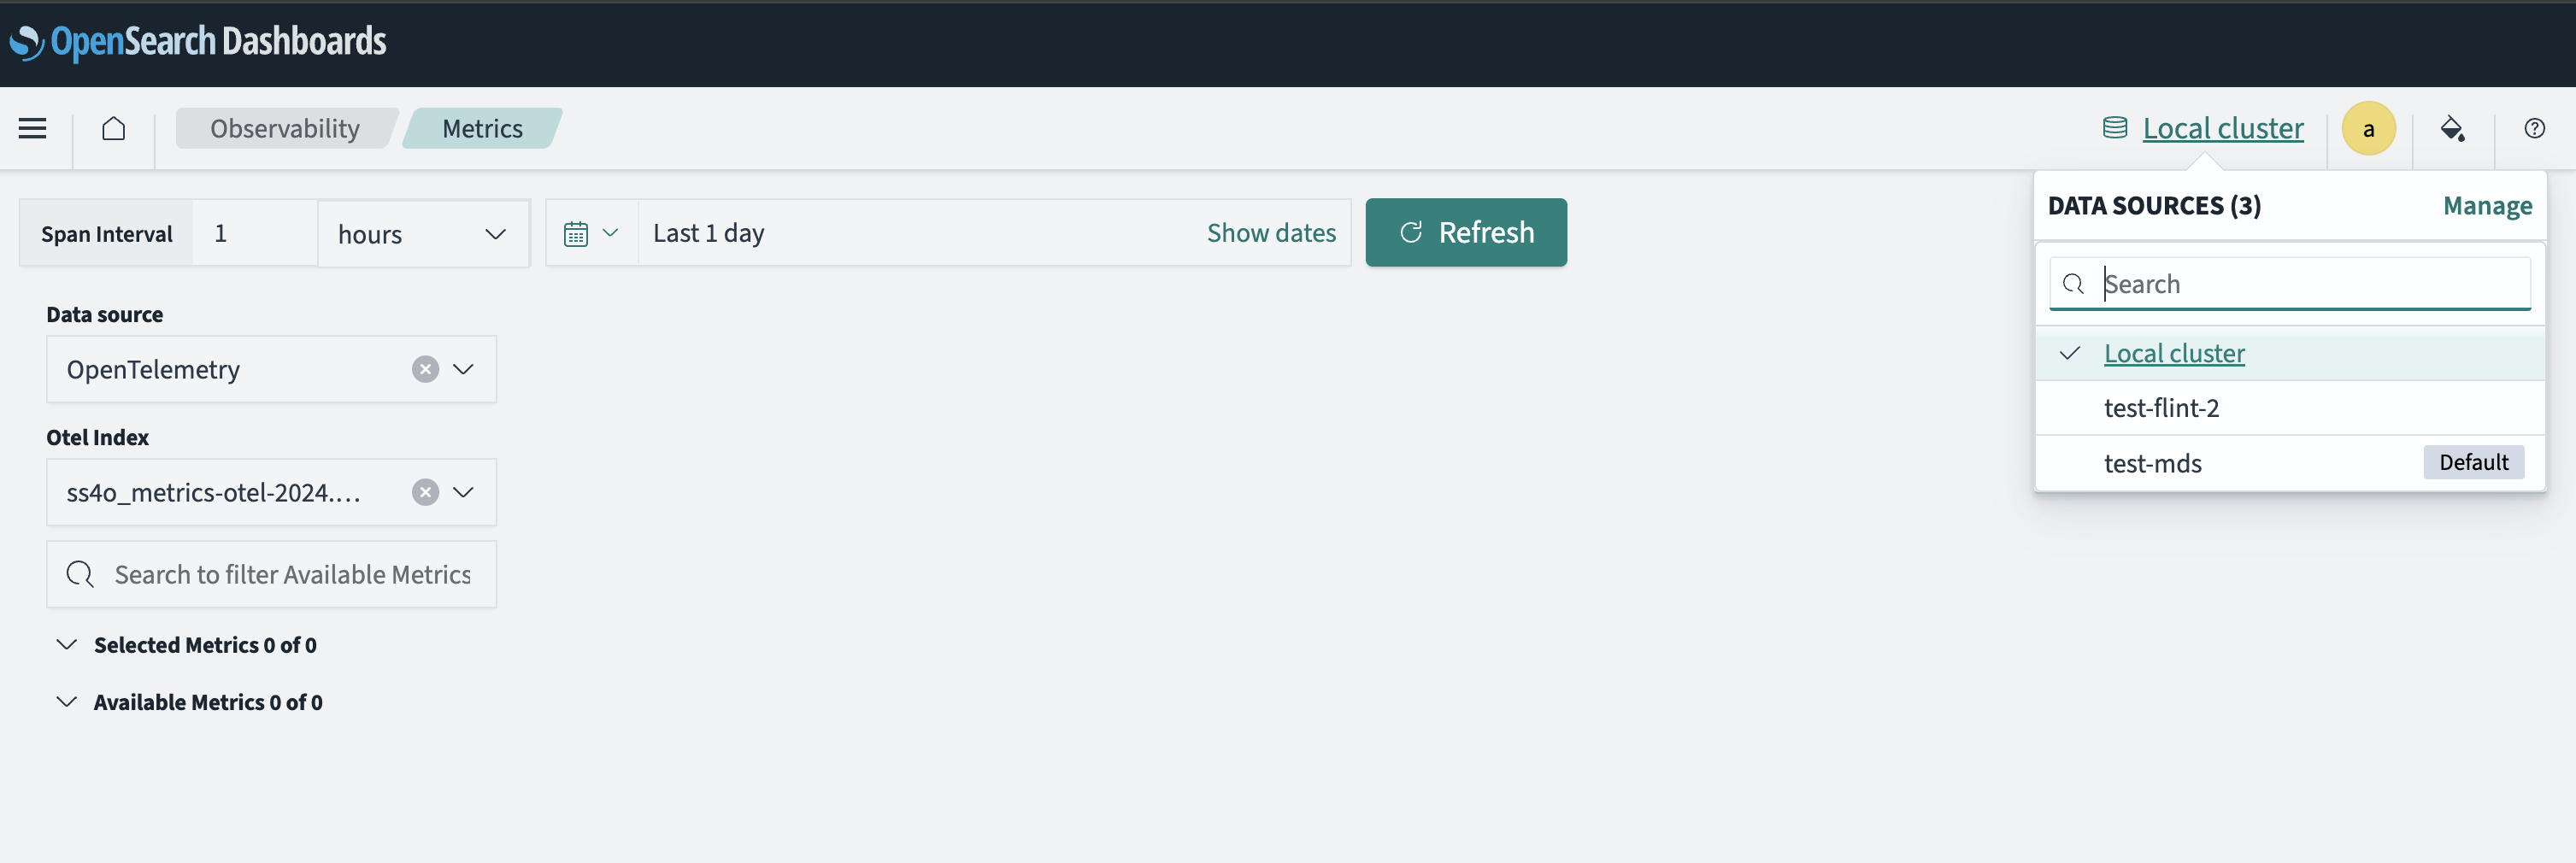 OpenSearch Dashboards
Observability
Metrics
Local cluster
a
Span Interval
1
hours
Last 1 day
Show dates
Refresh
DATA SOURCES (3)
Manage
Search
Local cluster
test-flint-2
test-mds
Default
Data source
OpenTelemetry
Otel Index
ss4o_metrics-otel-2024.…
Search to filter Available Metrics
Selected Metrics 0 of 0
Available Metrics 0 of 0